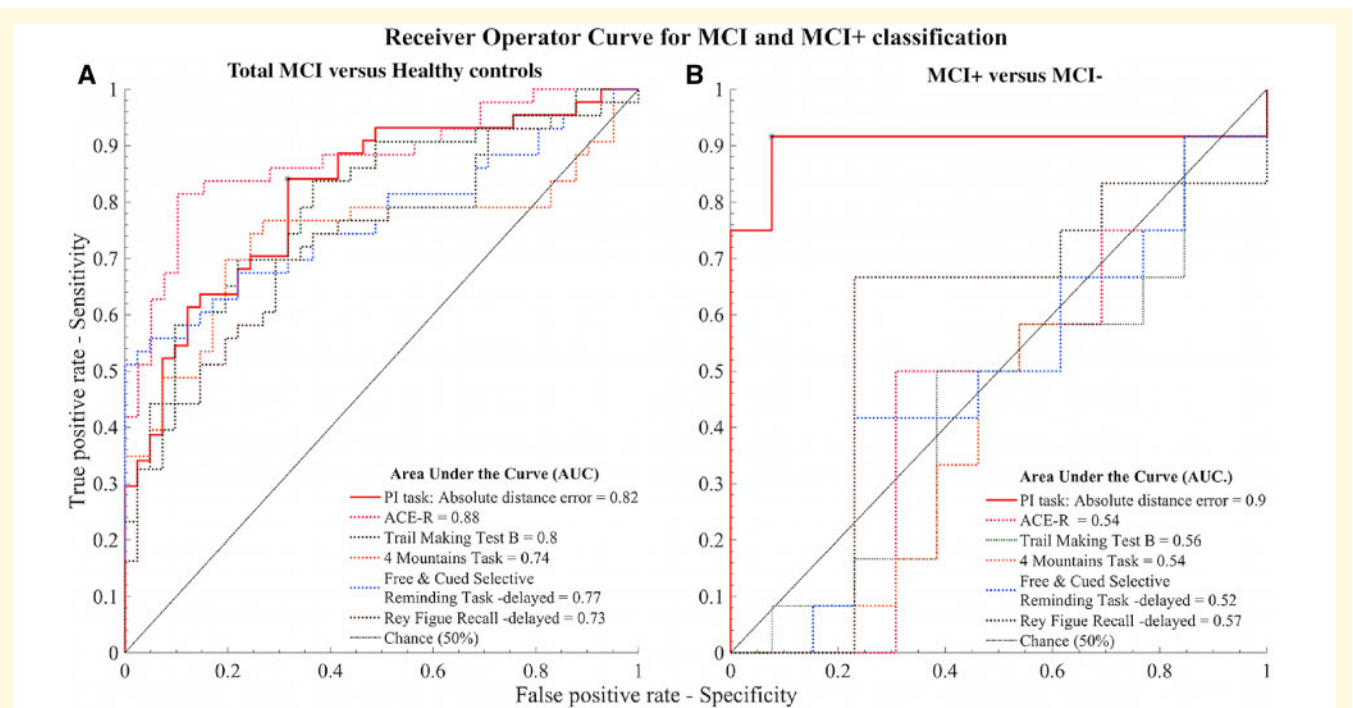 Receiver Operator Curve for MCI and MCI+ classification
A
Total MCI versus Healthy controls
1
0.9
0.8
0.7
0.6
0.5
0.4
0.3
0.2
0.1
0
True positive rate - Sensitivity
Area Under the Curve (AUC)
PI task: Absolute distance error = 0.82
ACE-R = 0.88
Trail Making Test B = 0.8
4 Mountains Task = 0.74
Free & Cued Selective
Reminding Task -delayed = 0.77
Rey Figue Recall -delayed = 0.73
Chance (50%)
0
0.2
0.4
0.6
0.8
1
B
MCI+ versus MCI-
1
0.9
0.8
0.7
0.6
0.5
0.4
0.3
0.2
0.1
0
Area Under the Curve (AUC.)
PI task: Absolute distance error = 0.9
ACE-R = 0.54
Trail Making Test B = 0.56
4 Mountains Task = 0.54
Free & Cued Selective
Reminding Task -delayed = 0.52
Rey Figue Recall -delayed = 0.57
Chance (50%)
0.2
0.4
0.6
0.8
1
False positive rate - Specificity